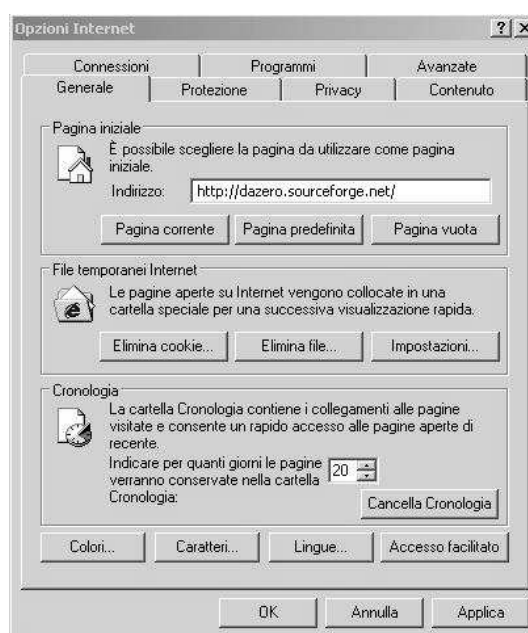 Opzioni Internet
Connessioni Programmi Avanzate
Generale Protezione Privacy Contenuto
Pagina iniziale
È possibile scegliere la pagina da utilizzare come pagina
iniziale.
Indirizzo: http://dazero.sourceforge.net/
Pagina corrente Pagina predefinita Pagina vuota
File temporanei Internet
Le pagine aperte su Internet vengono collocate in una
cartella speciale per una successiva visualizzazione rapida.
Elimina cookie... Elimina file... Impostazioni...
Cronologia
La cartella Cronologia contiene i collegamenti alle pagine
visitate e consente un rapido accesso alle pagine aperte di
recente.
Indicare per quanti giorni le pagine 20
verranno conservate nella cartella
Cronologia:
Cancella Cronologia
Colori... Caratteri... Lingue... Accesso facilitato
OK Annulla Applica